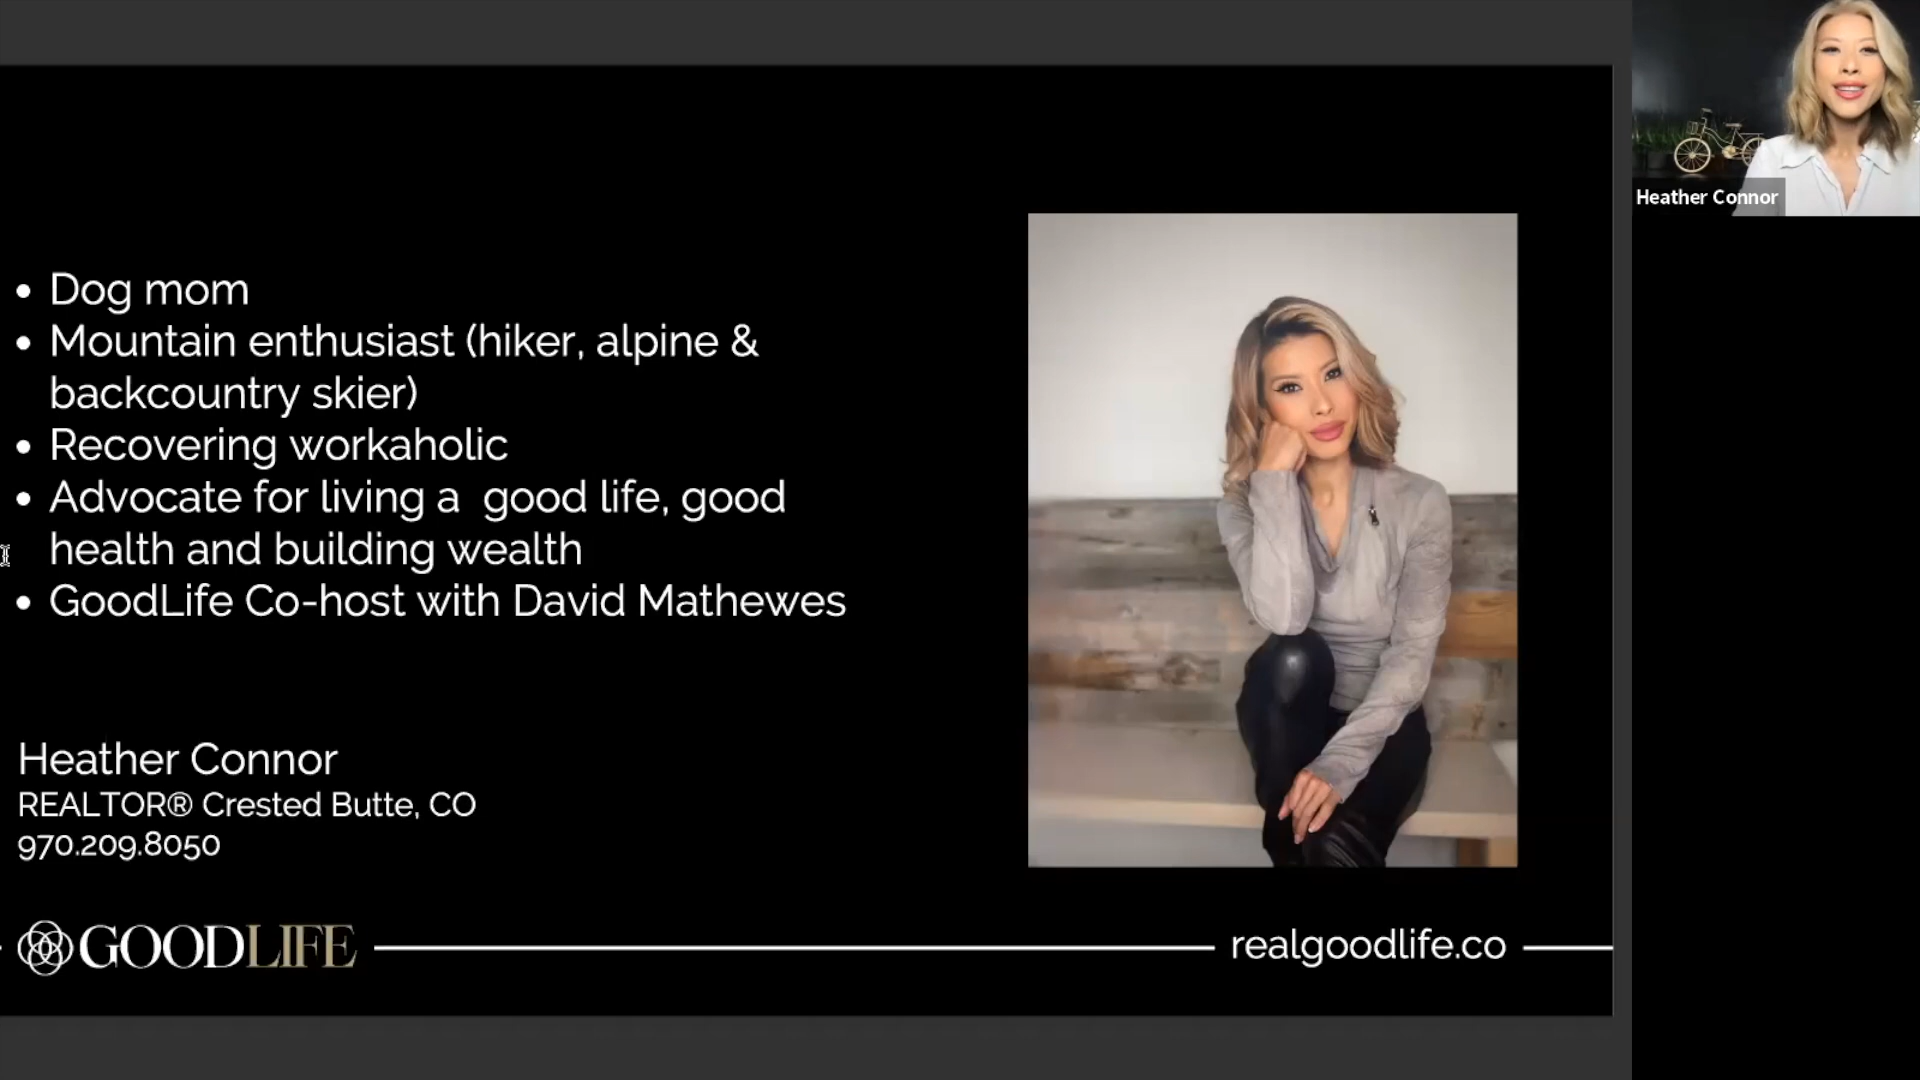 • Dog mom
• Mountain enthusiast (hiker, alpine &
backcountry skier)
• Recovering workaholic
• Advocate for living a  good life, good
health and building wealth
• GoodLife Co-host with David Mathewes
Heather Connor
REALTOR® Crested Butte, CO
970.209.8050
GOODLIFE
realgoodlife.co
Heather Connor